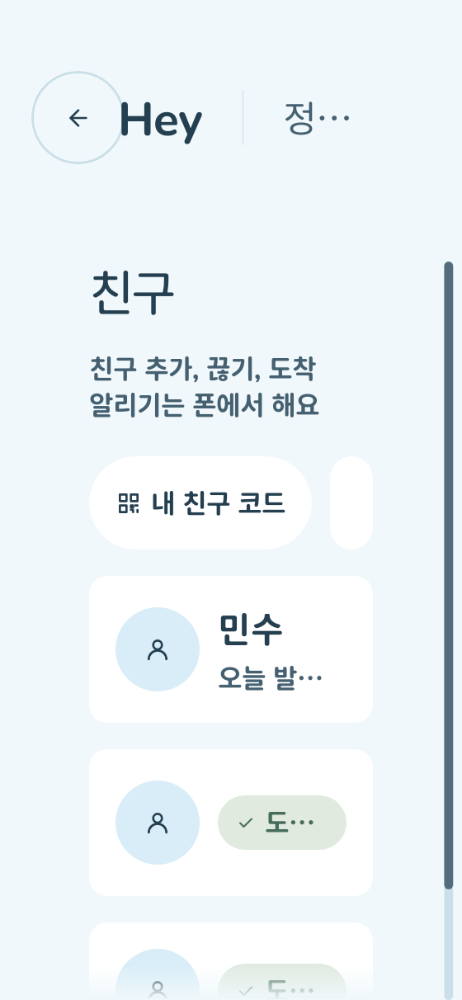 Hey
정…
친구
친구 추가, 끊기, 도착
알리기는 폰에서 해요
내 친구 코드
민수
오늘 발…
도…
도…